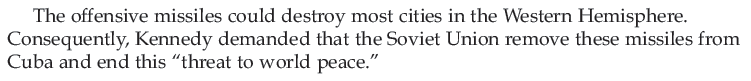 The offensive missiles could destroy most cities in the Western Hemisphere.
Consequently, Kennedy demanded that the Soviet Union remove these missiles from
Cuba and end this “threat to world peace.”